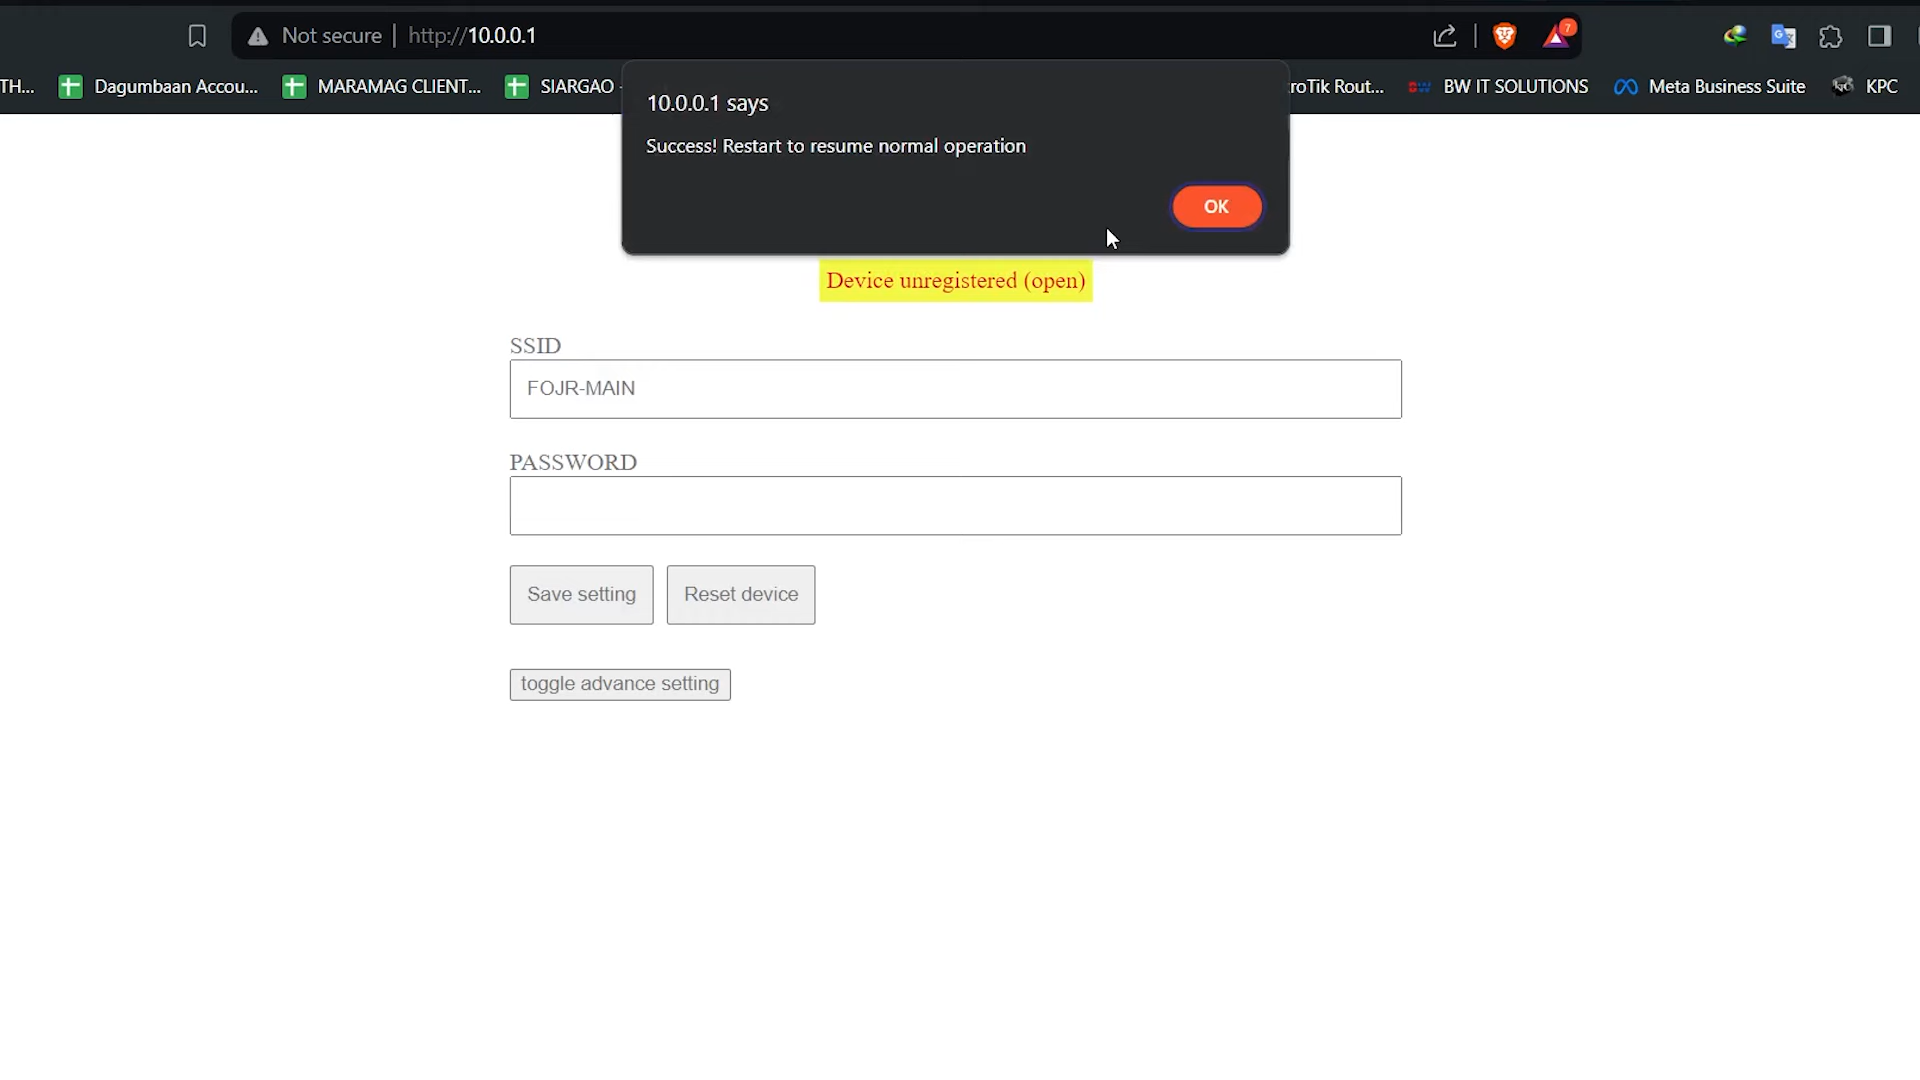 Not secure | http://10.0.0.1
7
TH... Dagumbaan Accou... MARAMAG CLIENT... SIARGAO - roTik Rout... BW IT SOLUTIONS Meta Business Suite KPC
10.0.0.1 says
Success! Restart to resume normal operation
OK
Device unregistered (open)
SSID
FOJR-MAIN
PASSWORD
Save setting Reset device
toggle advance setting